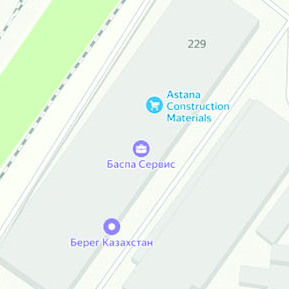 229
Astana
Construction
Materials
Баспа Сервис
Берег Казахстан